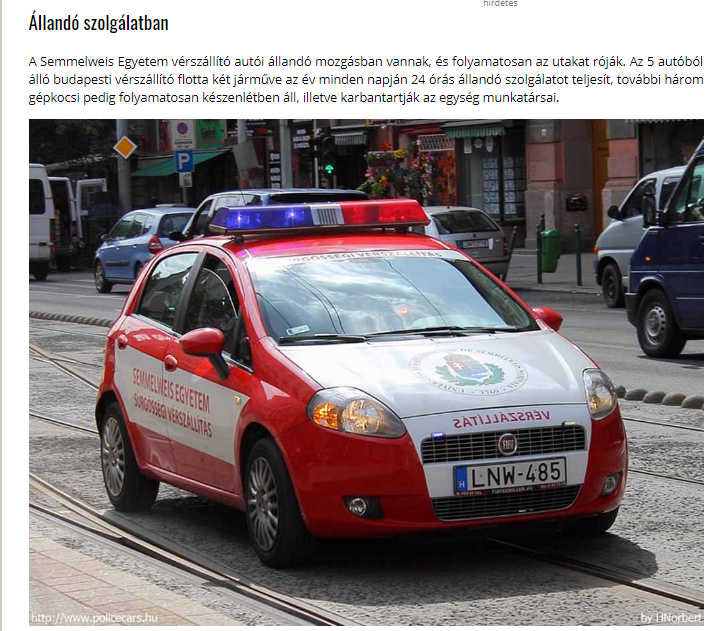 hirdetés
Állandó szolgálatban
A Semmelweis Egyetem vérszállító autói állandó mozgásban vannak, és folyamatosan az utakat róják. Az 5 autóból
álló budapesti vérszállító flotta két járműve az év minden napján 24 órás állandó szolgálatot teljesít, további három
gépkocsi pedig folyamatosan készenlétben áll, illetve karbantartják az egység munkatársai.
P
SÜRGŐSSÉGI VÉRSZÁLLÍTÁS
SEMMELWEIS EGYETEM
SÜRGŐSSÉGI VÉRSZÁLLÍTÁS
VÉRSZÁLLÍTÁS
FIAT
H LNW-485
http://www.policecars.hu
by HNorbert